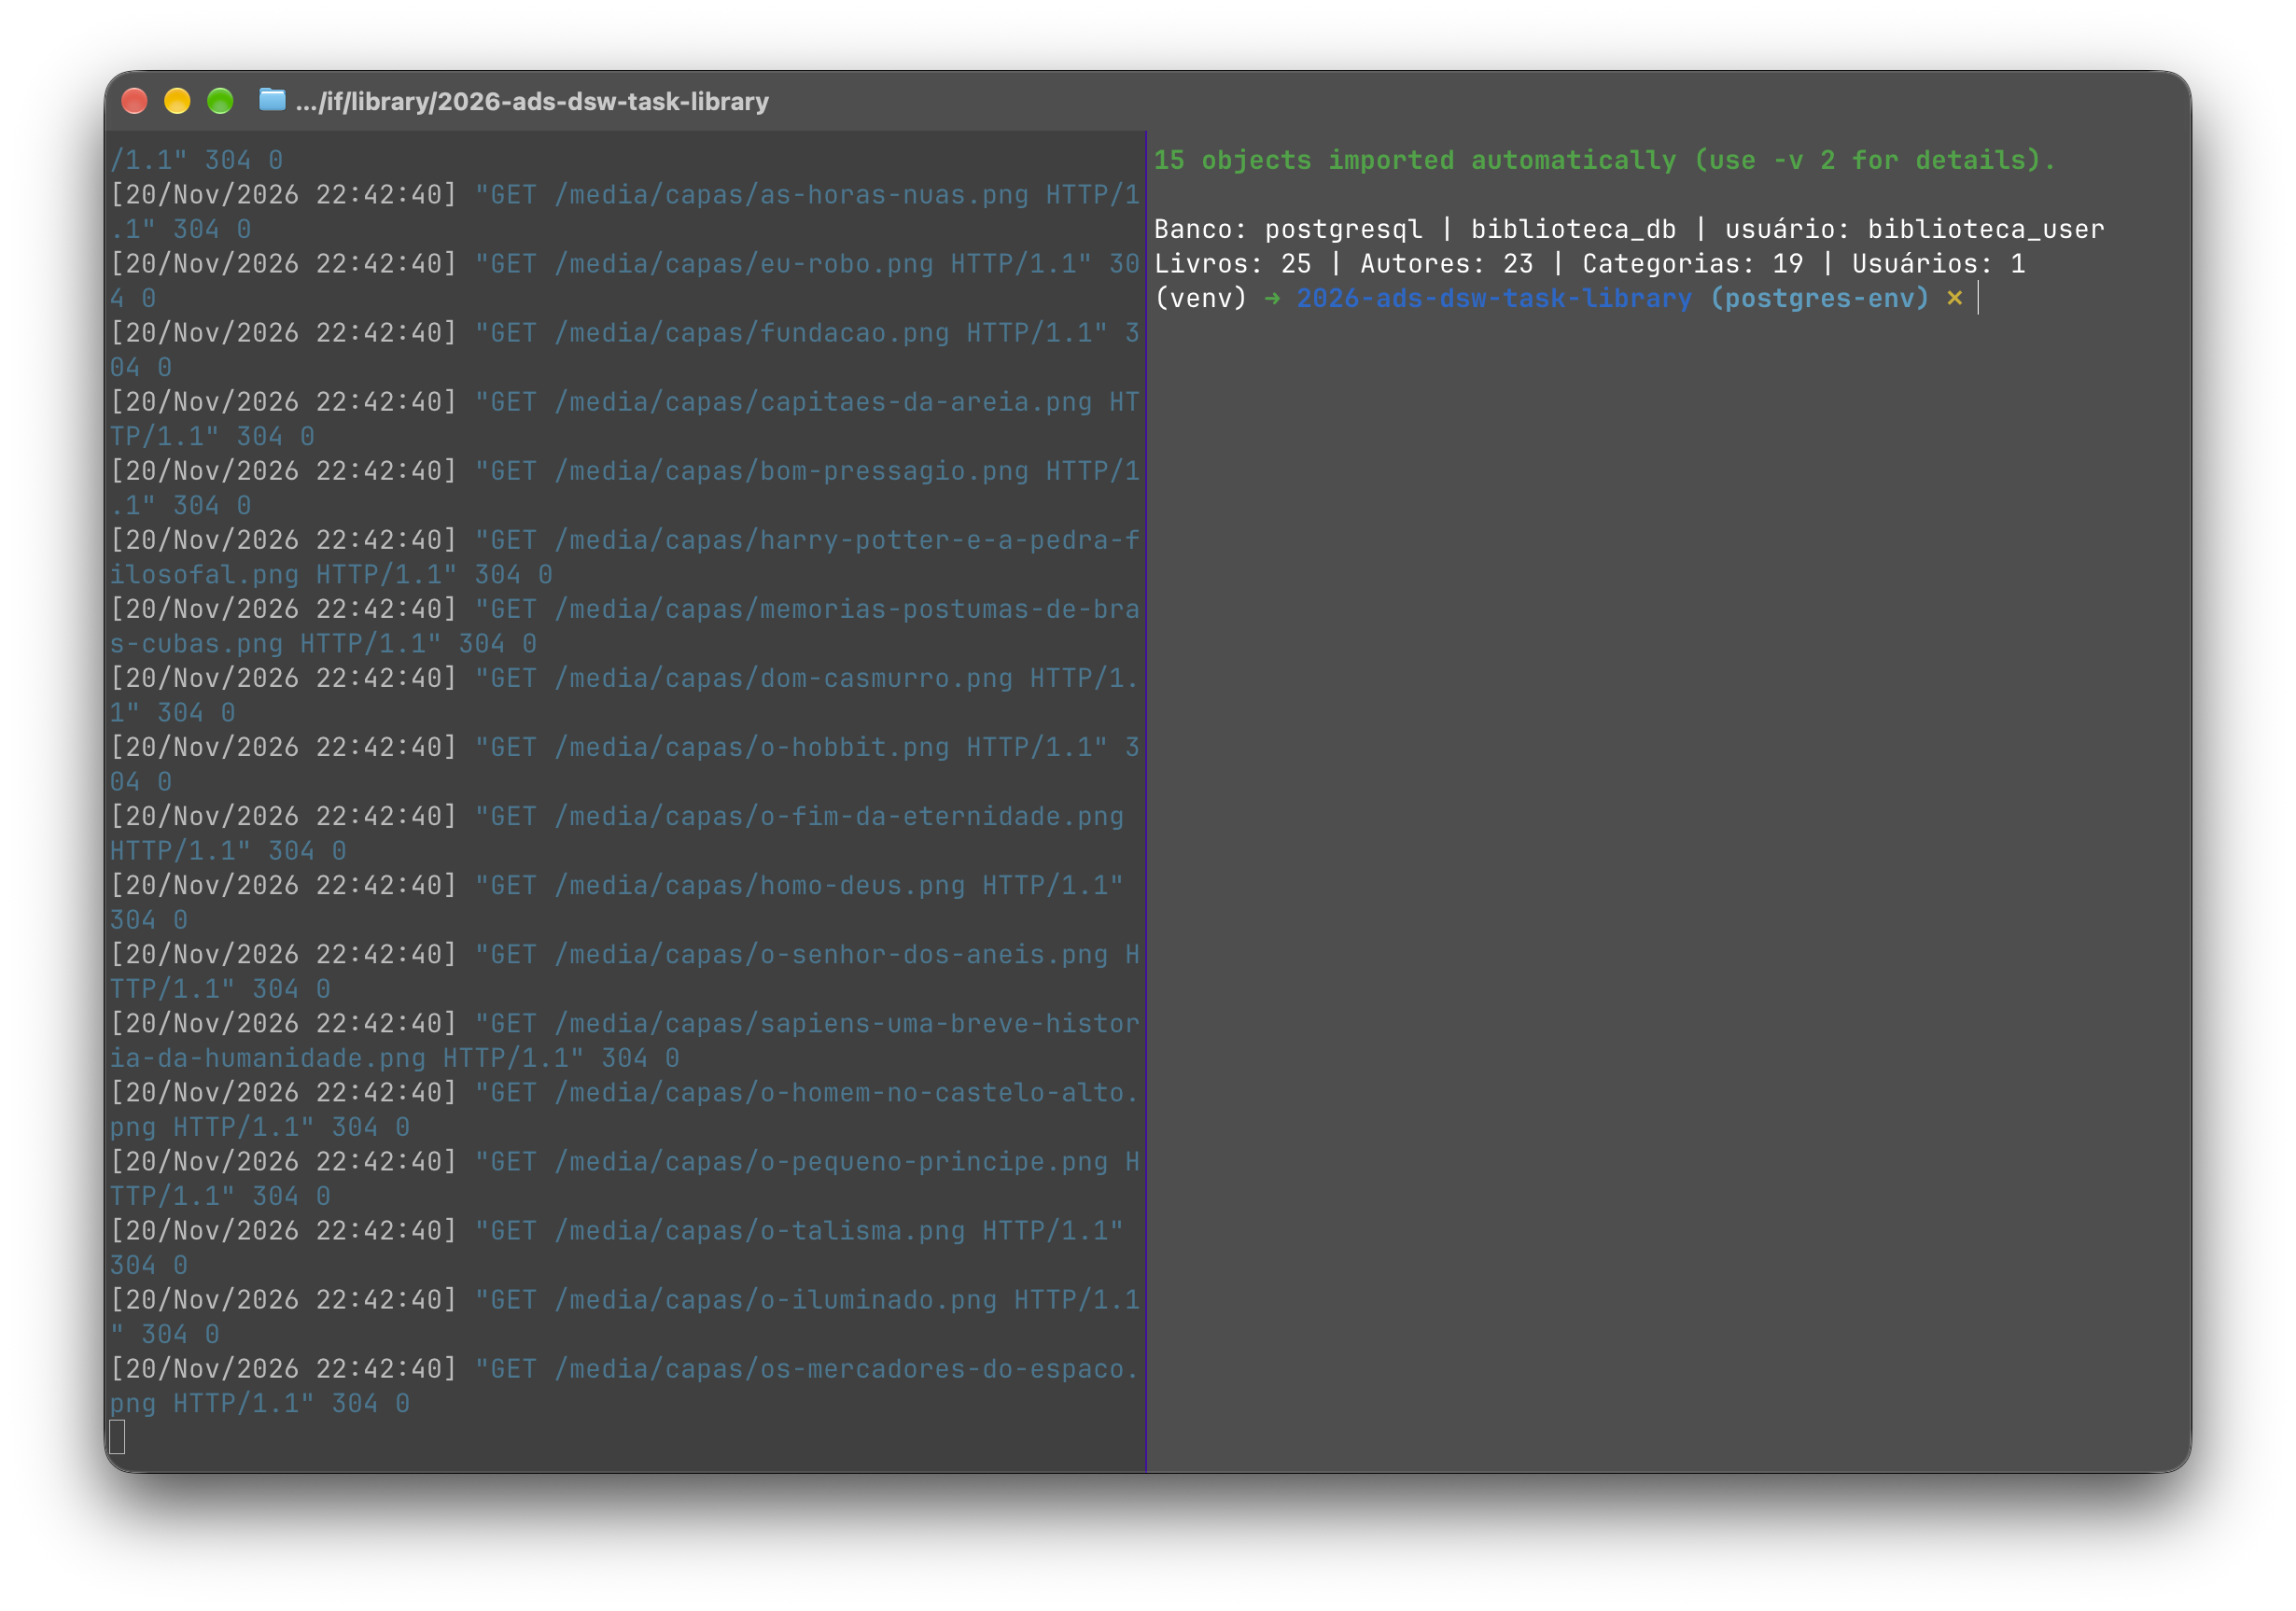 .../if/library/2026-ads-dsw-task-library
/1.1" 304 0
[20/Nov/2026 22:42:40] "GET /media/capas/as-horas-nuas.png HTTP/1
.1" 304 0
[20/Nov/2026 22:42:40] "GET /media/capas/eu-robo.png HTTP/1.1" 30
4 0
[20/Nov/2026 22:42:40] "GET /media/capas/fundacao.png HTTP/1.1" 3
04 0
[20/Nov/2026 22:42:40] "GET /media/capas/capitaes-da-areia.png HT
TP/1.1" 304 0
[20/Nov/2026 22:42:40] "GET /media/capas/bom-pressagio.png HTTP/1
.1" 304 0
[20/Nov/2026 22:42:40] "GET /media/capas/harry-potter-e-a-pedra-f
ilosofal.png HTTP/1.1" 304 0
[20/Nov/2026 22:42:40] "GET /media/capas/memorias-postumas-de-bra
s-cubas.png HTTP/1.1" 304 0
[20/Nov/2026 22:42:40] "GET /media/capas/dom-casmurro.png HTTP/1.
1" 304 0
[20/Nov/2026 22:42:40] "GET /media/capas/o-hobbit.png HTTP/1.1" 3
04 0
[20/Nov/2026 22:42:40] "GET /media/capas/o-fim-da-eternidade.png
HTTP/1.1" 304 0
[20/Nov/2026 22:42:40] "GET /media/capas/homo-deus.png HTTP/1.1"
304 0
[20/Nov/2026 22:42:40] "GET /media/capas/o-senhor-dos-aneis.png H
TTP/1.1" 304 0
[20/Nov/2026 22:42:40] "GET /media/capas/sapiens-uma-breve-histor
ia-da-humanidade.png HTTP/1.1" 304 0
[20/Nov/2026 22:42:40] "GET /media/capas/o-homem-no-castelo-alto.
png HTTP/1.1" 304 0
[20/Nov/2026 22:42:40] "GET /media/capas/o-pequeno-principe.png H
TTP/1.1" 304 0
[20/Nov/2026 22:42:40] "GET /media/capas/o-talisma.png HTTP/1.1"
304 0
[20/Nov/2026 22:42:40] "GET /media/capas/o-iluminado.png HTTP/1.1
" 304 0
[20/Nov/2026 22:42:40] "GET /media/capas/os-mercadores-do-espaco.
png HTTP/1.1" 304 0
15 objects imported automatically (use -v 2 for details).
Banco: postgresql | biblioteca_db | usuário: biblioteca_user
Livros: 25 | Autores: 23 | Categorias: 19 | Usuários: 1
(venv) → 2026-ads-dsw-task-library (postgres-env) ×